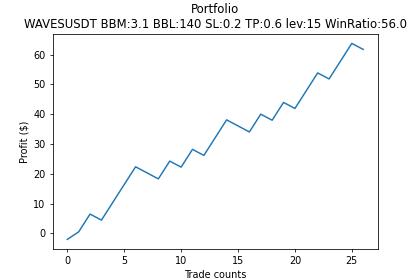 Portfolio
WAVESUSDT BBM:3.1 BBL:140 SL:0.2 TP:0.6 lev:15 WinRatio:56.0
60
50
40
30
20
10
0
Profit ($)
0 5 10 15 20 25
Trade counts